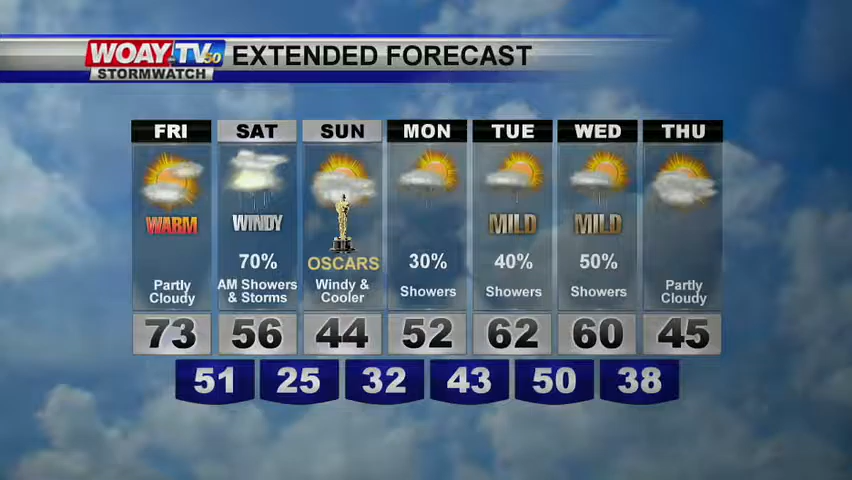 WOAY-TV 50
STORMWATCH
EXTENDED FORECAST
FRI
SAT
SUN
MON
TUE
WED
THU
WARM
WINDY
MILD
MILD
70%
OSCARS
30%
40%
50%
Partly
Cloudy
AM Showers
& Storms
Windy &
Cooler
Showers
Showers
Showers
Partly
Cloudy
73
56
44
52
62
60
45
51
25
32
43
50
38